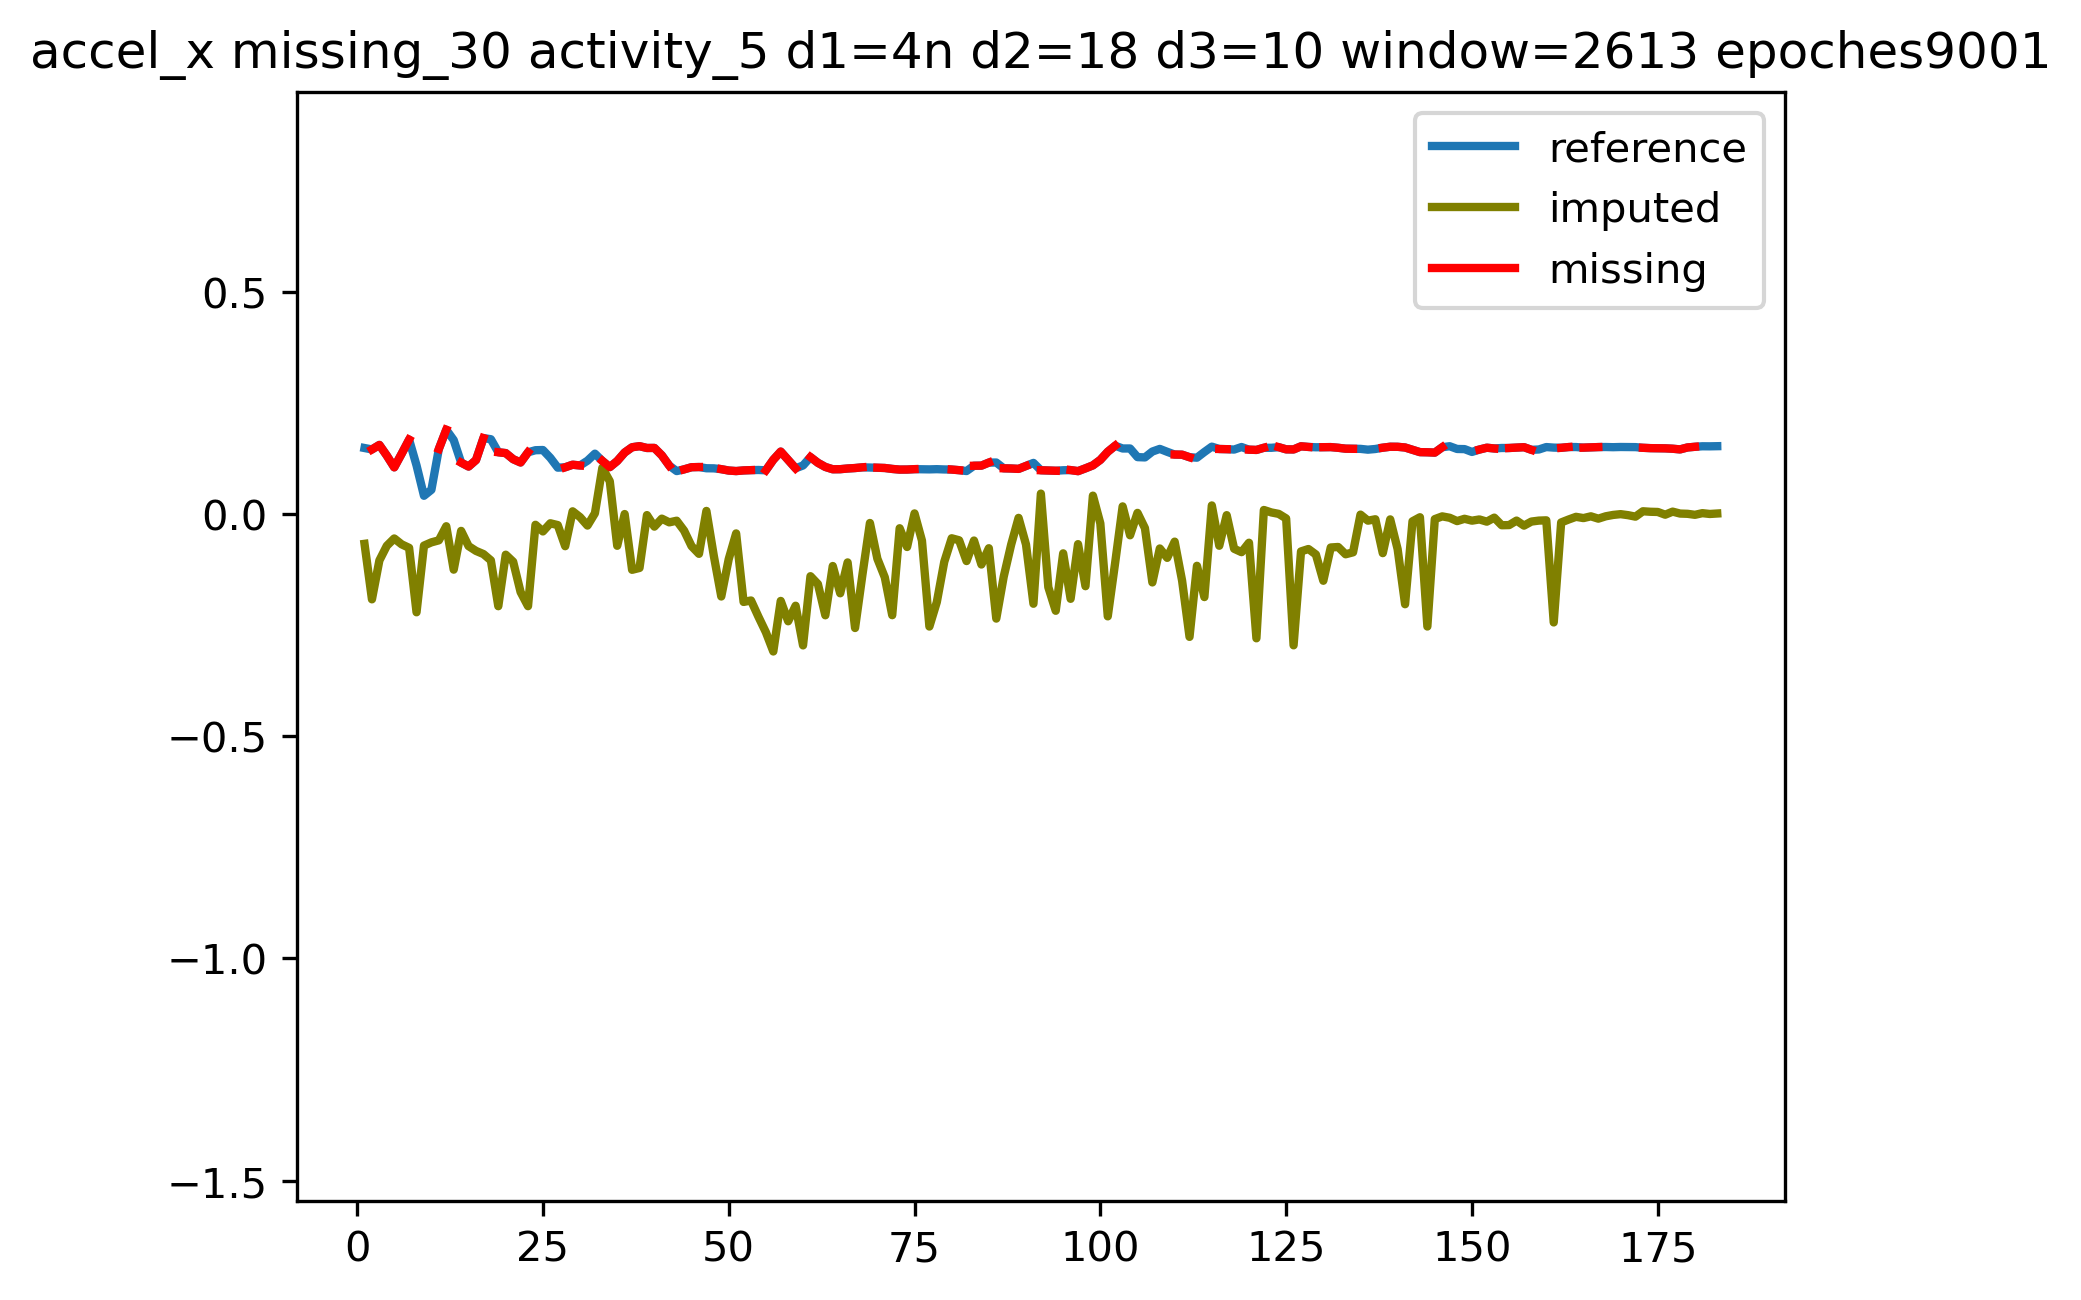 accel_x missing_30 activity_5 d1=4n d2=18 d3=10 window=2613 epoches9001
reference
imputed
missing
0.5
0.0
−0.5
−1.0
−1.5
0 25 50 75 100 125 150 175